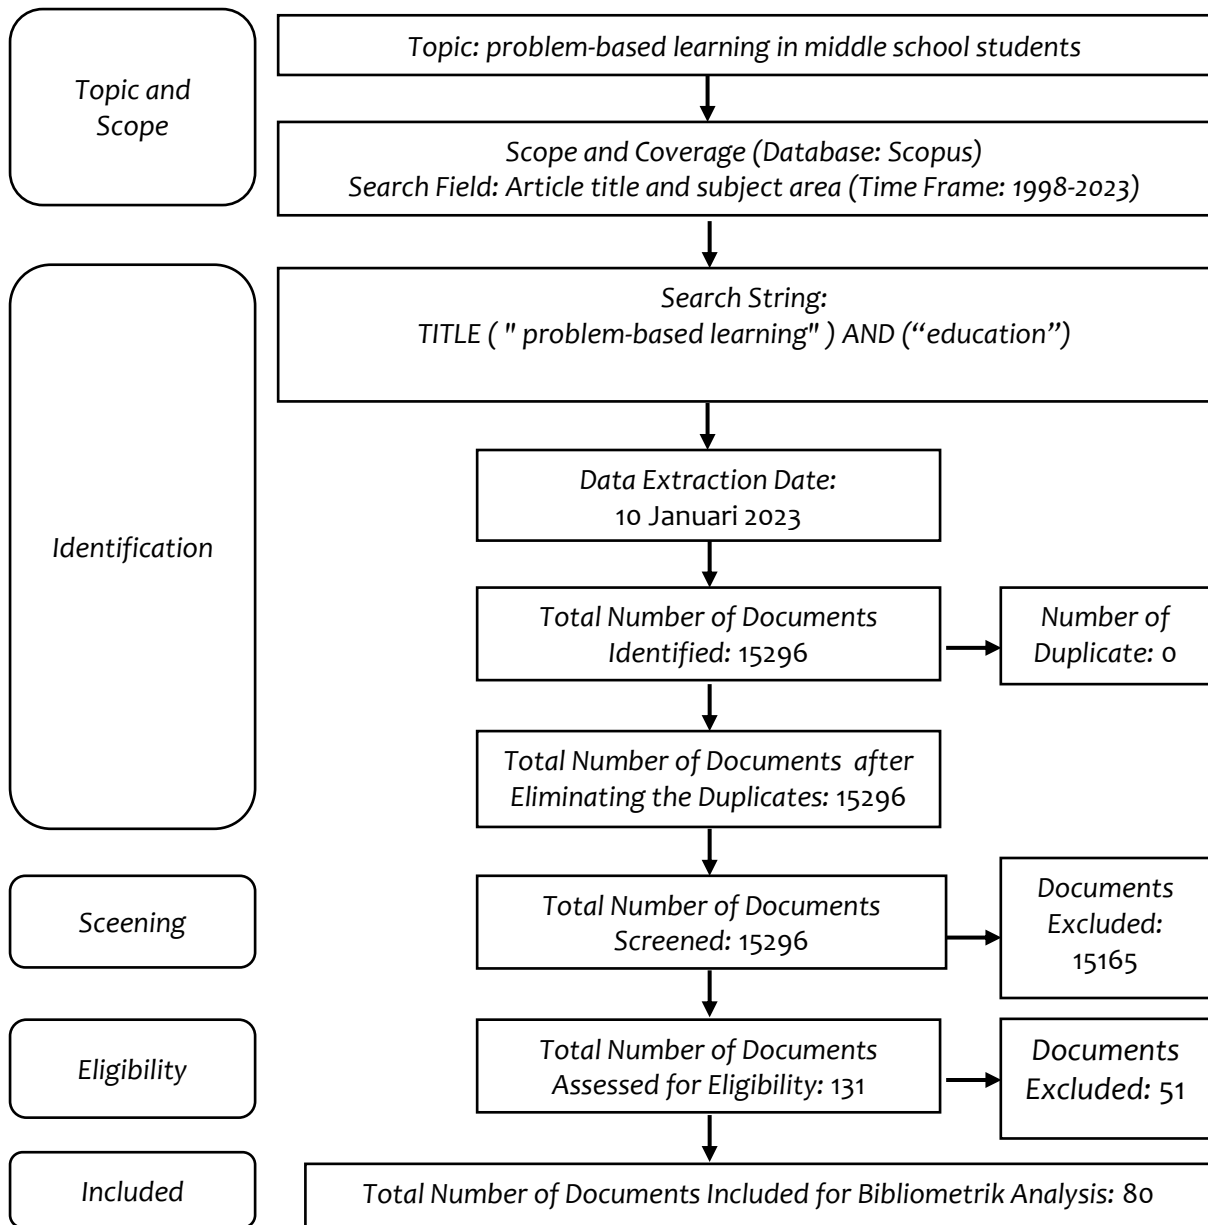 Topic and
Scope
Topic: problem-based learning in middle school students
Scope and Coverage (Database: Scopus)
Search Field: Article title and subject area (Time Frame: 1998-2023)
Identification
Search String:
TITLE ( " problem-based learning" ) AND (“education”)
Data Extraction Date:
10 Januari 2023
Total Number of Documents
Identified: 15296
Number of
Duplicate: 0
Total Number of Documents after
Eliminating the Duplicates: 15296
Sceening
Total Number of Documents
Screened: 15296
Documents
Excluded:
15165
Eligibility
Total Number of Documents
Assessed for Eligibility: 131
Documents
Excluded: 51
Included
Total Number of Documents Included for Bibliometrik Analysis: 80